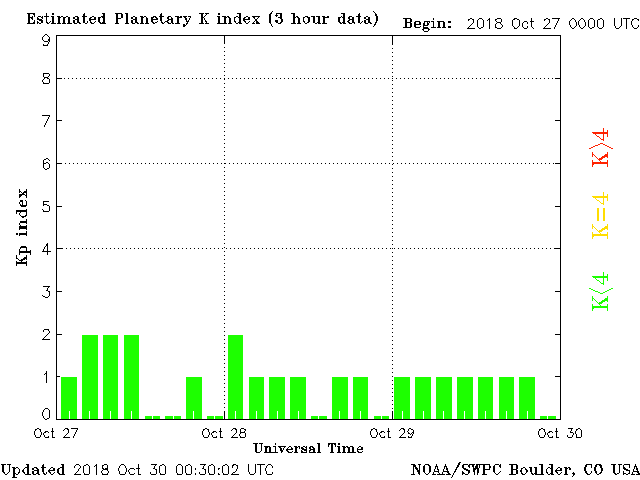 Estimated Planetary K index (3 hour data)
Begin: 2018 Oct 27 0000 UTC
9
8
7
6
5
4
3
2
1
0
Kp index
K>4
K=4
K<4
Oct 27
Oct 28
Oct 29
Oct 30
Universal Time
Updated 2018 Oct 30 00:30:02 UTC
NOAA/SWPC Boulder, CO USA